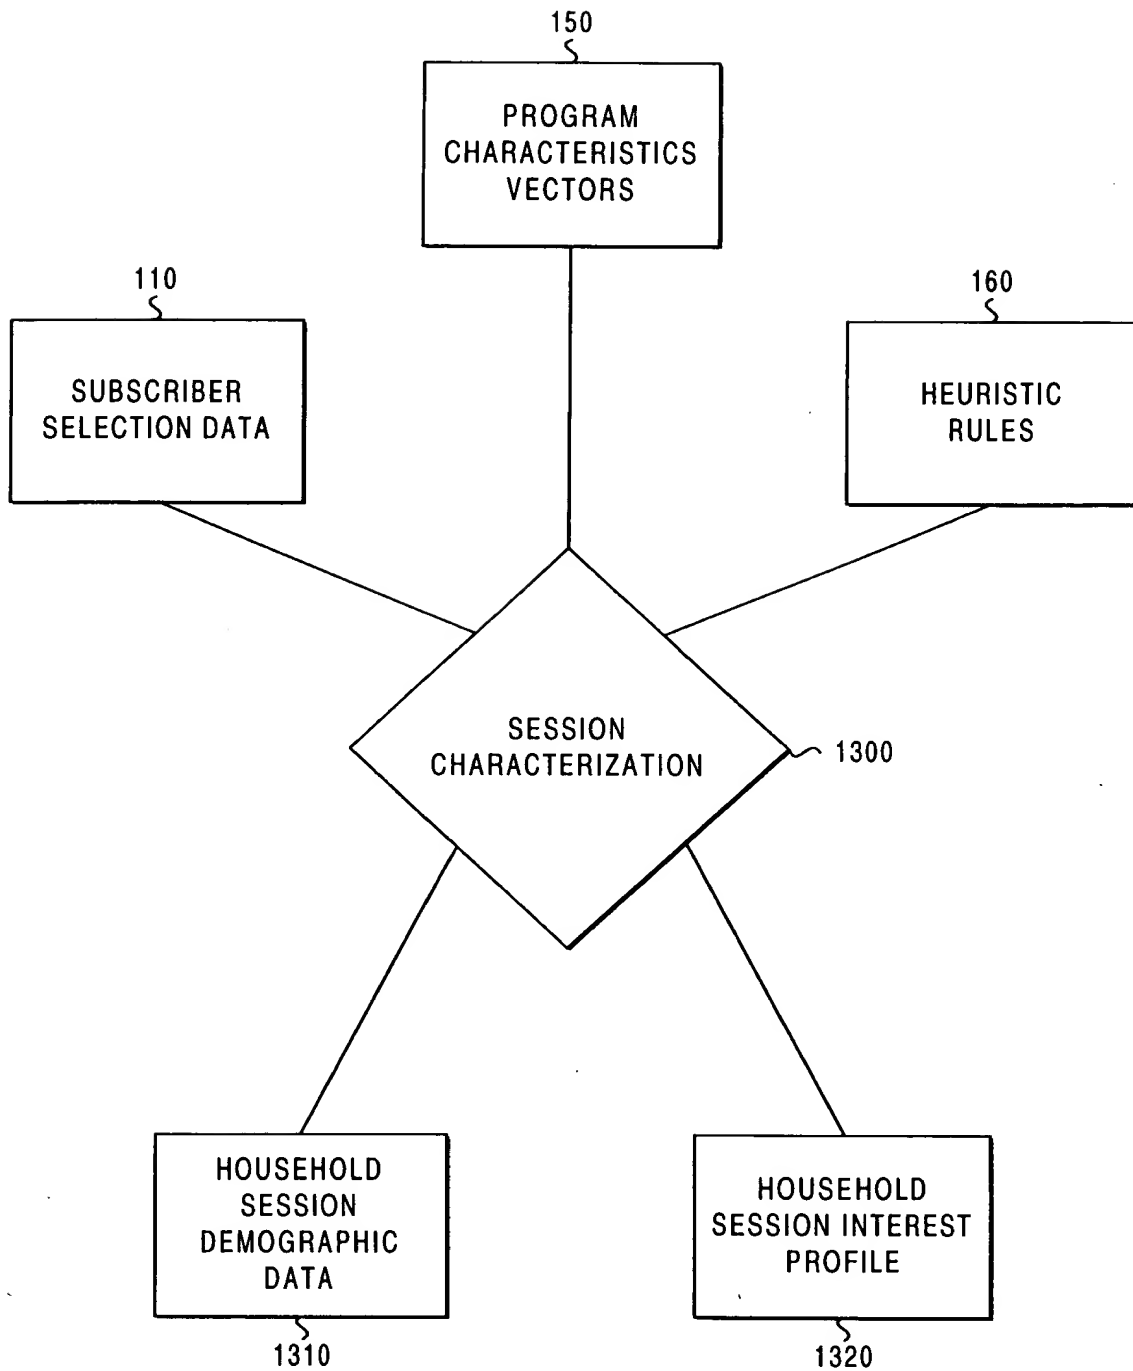 150
PROGRAM
CHARACTERISTICS
VECTORS
110
SUBSCRIBER
SELECTION DATA
160
HEURISTIC
RULES
SESSION
CHARACTERIZATION
1300
HOUSEHOLD
SESSION
DEMOGRAPHIC
DATA
1310
HOUSEHOLD
SESSION INTEREST
PROFILE
1320